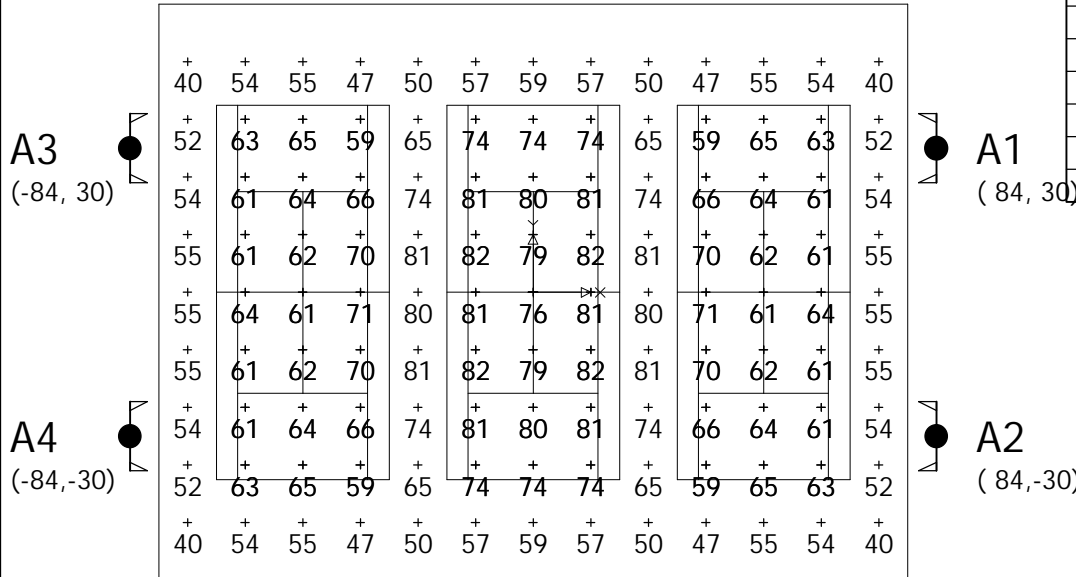 40 54 55 47 50 57 59 57 50 47 55 54 40
52 63 65 59 65 74 74 74 65 59 65 63 52
A3
(-84, 30)
A1
( 84, 30)
54 61 64 66 74 81 80 81 74 66 64 61 54
Y
55 61 62 70 81 82 79 82 81 70 62 61 55
X
55 64 61 71 80 81 76 81 80 71 61 64 55
55 61 62 70 81 82 79 82 81 70 62 61 55
54 61 64 66 74 81 80 81 74 66 64 61 54
A4
(-84,-30)
A2
( 84,-30)
52 63 65 59 65 74 74 74 65 59 65 63 52
40 54 55 47 50 57 59 57 50 47 55 54 40